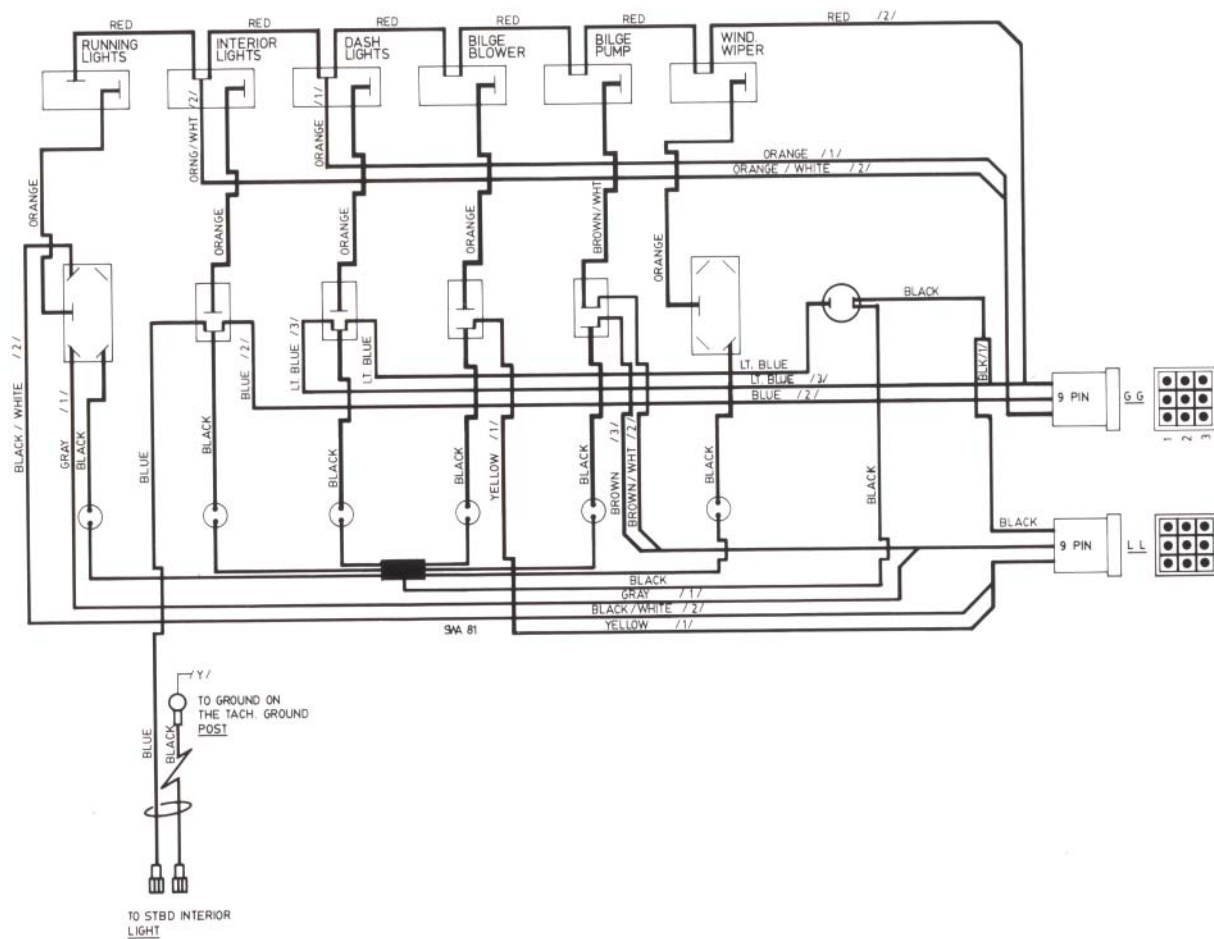 RED RED RED RED RED RED /2/
RUNNING
LIGHTS
INTERIOR
LIGHTS
DASH
LIGHTS
BILGE
BLOWER
BILGE
PUMP
WIND.
WIPER
ORNG/WHT /2/
ORANGE /1/
ORANGE /1/
ORANGE / WHITE /2/
ORANGE
ORANGE
ORANGE
ORANGE
BROWN/WHT
ORANGE
BLACK
LT. BLUE /3/
LT. BLUE
BLUE /2/
LT. BLUE
LT. BLUE /3/
BLUE /2/
BLK/1/
9 PIN
G G
1 2 3
BLACK / WHITE /2/
GRAY /1/
BLACK
BLUE
BLACK
BLACK
BLACK
YELLOW /1/
BLACK
BROWN /3/
BROWN/WHT /2/
BLACK
BLACK
BLACK
9 PIN
L L
BLACK
GRAY /1/
BLACK/WHITE /2/
YELLOW /1/
SWA 81
/Y/
TO GROUND ON
THE TACH. GROUND
POST
BLUE
BLACK
TO STBD INTERIOR
LIGHT